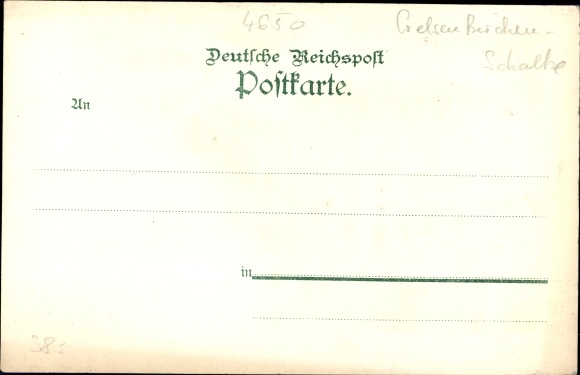 4650
Gelsenkirchen-
Schalke
Deutsche Reichspost
Postkarte.
An
in